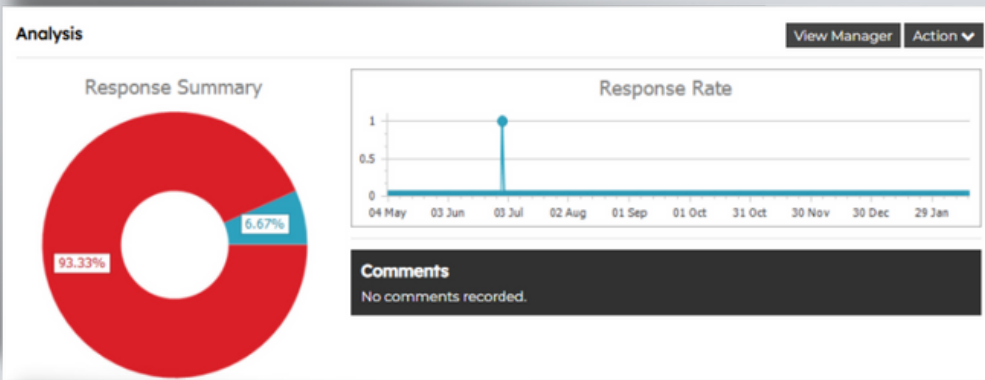 Analysis
View Manager
Action
Response Summary
6.67%
93.33%
Response Rate
1
0.5
0
04 May 03 Jun 03 Jul 02 Aug 01 Sep 01 Oct 31 Oct 30 Nov 30 Dec 29 Jan
Comments
No comments recorded.